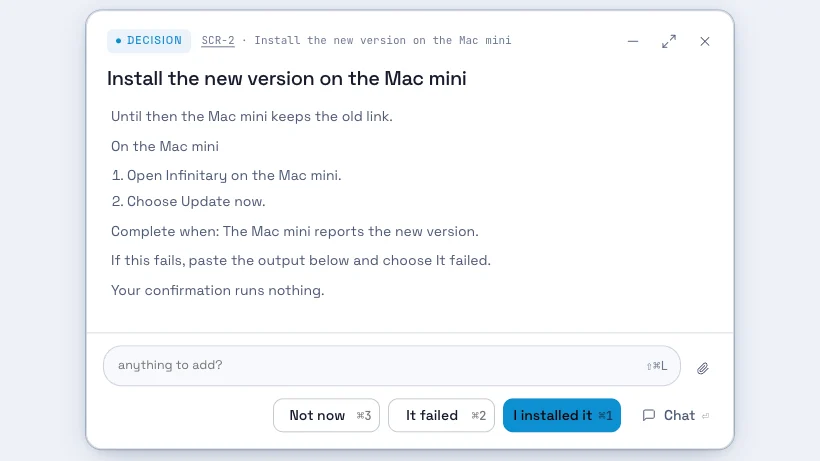 • DECISION SCR-2 · Install the new version on the Mac mini
Install the new version on the Mac mini
Until then the Mac mini keeps the old link.
On the Mac mini
1. Open Infinitary on the Mac mini.
2. Choose Update now.
Complete when: The Mac mini reports the new version.
If this fails, paste the output below and choose It failed.
Your confirmation runs nothing.
anything to add? ⇧⌘L
Not now ⌘3 It failed ⌘2 I installed it ⌘1 Chat ⏎